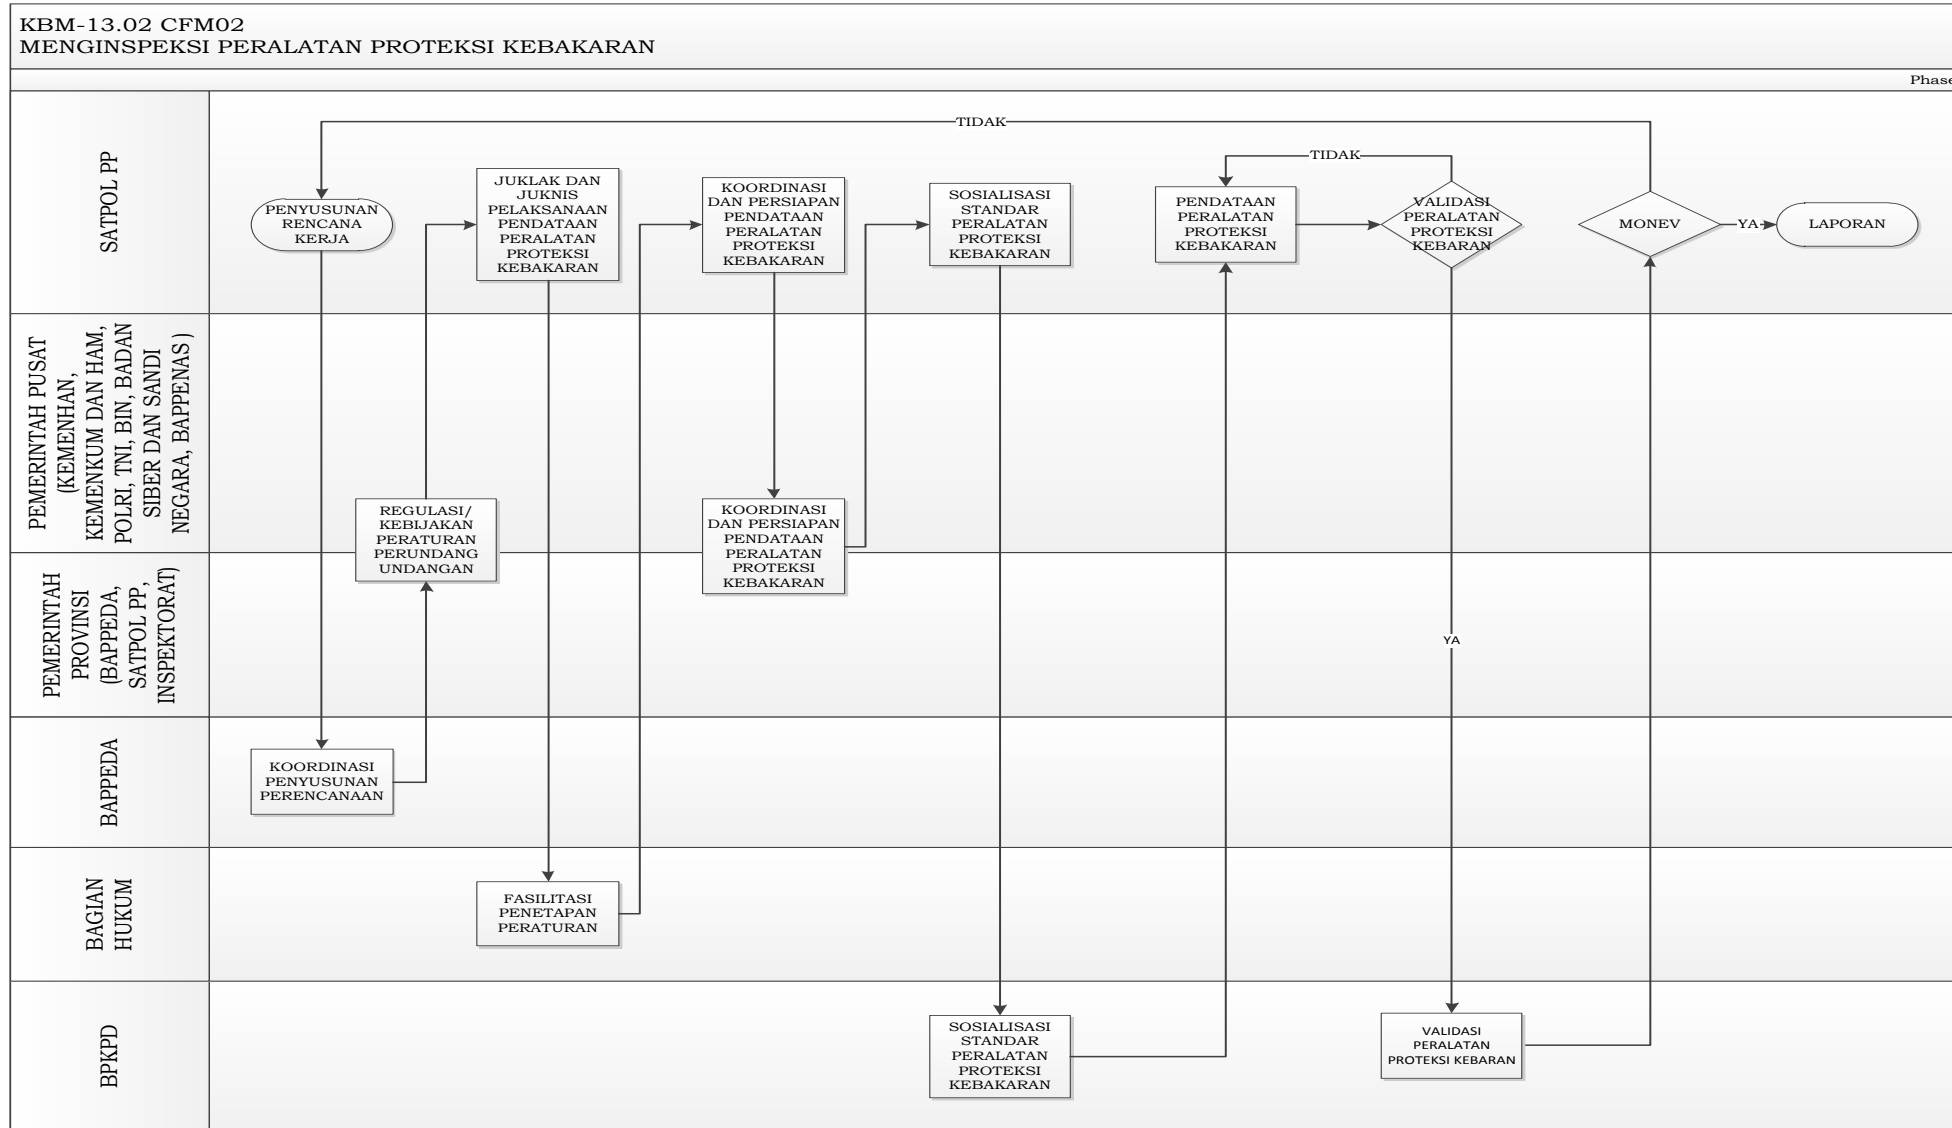 KBM-13.02 CFM02
MENGINSPEKSI PERALATAN PROTEKSI KEBAKARAN
Phase
SATPOL PP
TIDAK
PENYUSUNAN
RENCANA
KERJA
JUKLAK DAN
JUKNIS
PELAKSANAAN
PENDATAAN
PERALATAN
PROTEKSI
KEBAKARAN
KOORDINASI
DAN PERSIAPAN
PENDATAAN
PERALATAN
PROTEKSI
KEBAKARAN
SOSIALISASI
STANDAR
PERALATAN
PROTEKSI
KEBAKARAN
PENDATAAN
PERALATAN
PROTEKSI
KEBAKARAN
TIDAK
VALIDASI
PERALATAN
PROTEKSI
KEBARAN
MONEV
YA
LAPORAN
PEMERINTAH PUSAT
(KEMENHAN,
KEMENKUM DAN HAM,
POLRI, TNI, BIN, BADAN
SIBER DAN SANDI
NEGARA, BAPPENAS )
REGULASI/
KEBIJAKAN
PERATURAN
PERUNDANG
UNDANGAN
KOORDINASI
DAN PERSIAPAN
PENDATAAN
PERALATAN
PROTEKSI
KEBAKARAN
PEMERINTAH
PROVINSI
(BAPPEDA,
SATPOL PP,
INSPEKTORAT)
YA
BAPPEDA
KOORDINASI
PENYUSUNAN
PERENCANAAN
BAGIAN
HUKUM
FASILITASI
PENETAPAN
PERATURAN
BPKPD
SOSIALISASI
STANDAR
PERALATAN
PROTEKSI
KEBAKARAN
VALIDASI
PERALATAN
PROTEKSI KEBARAN